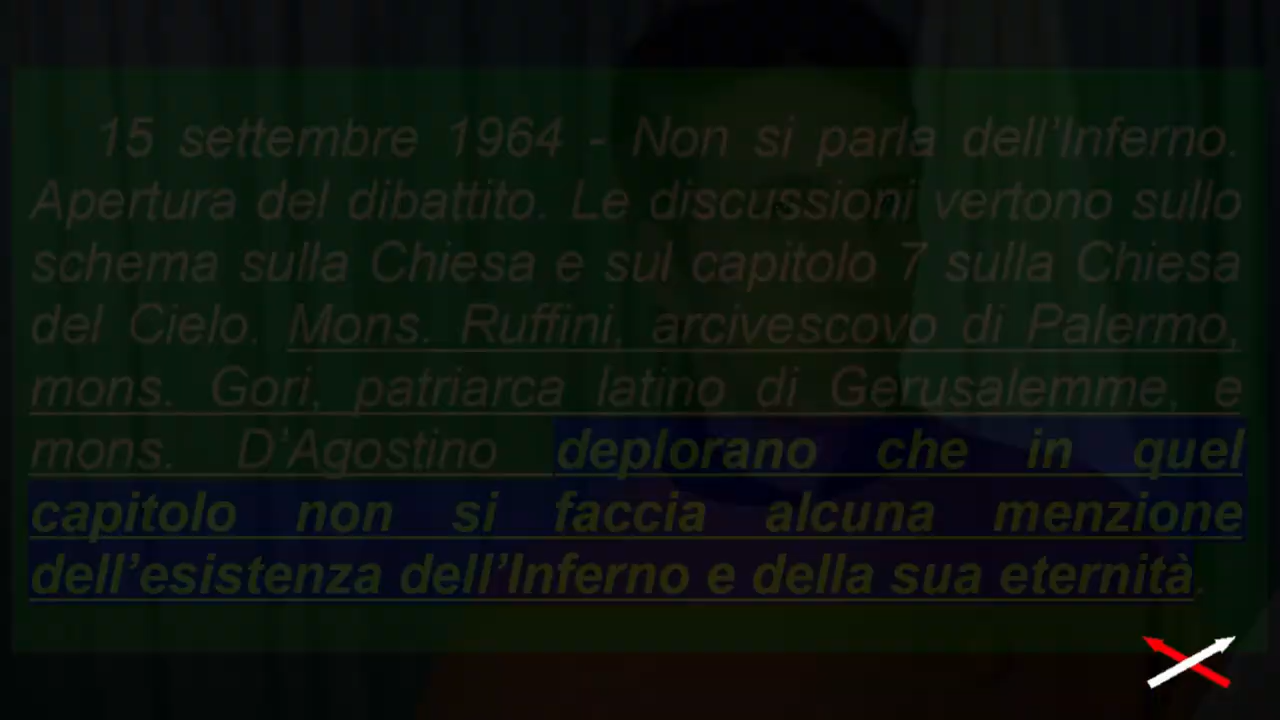 15 settembre 1964 - Non si parla dell’Inferno.
Apertura del dibattito. Le discussioni vertono sullo
schema sulla Chiesa e sul capitolo 7 sulla Chiesa
del Cielo. Mons. Ruffini, arcivescovo di Palermo,
mons. Gori, patriarca latino di Gerusalemme, e
mons. D’Agostino deplorano che in quel
capitolo non si faccia alcuna menzione
dell’esistenza dell’Inferno e della sua eternità.